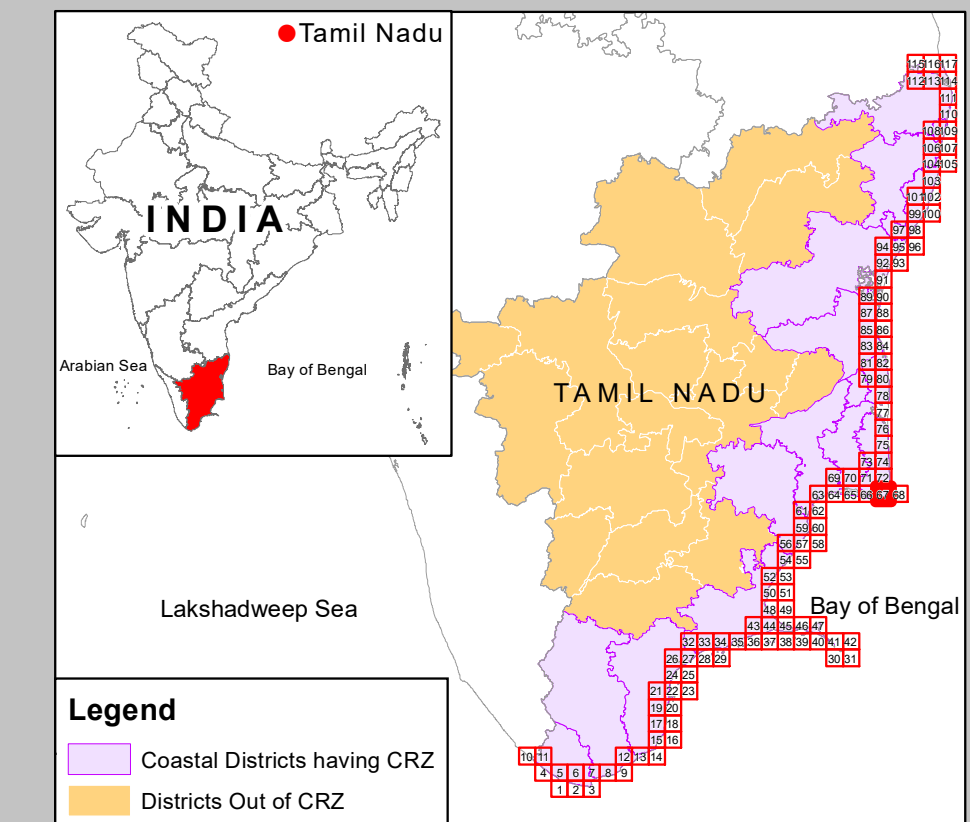 Tamil Nadu
INDIA
Arabian Sea
Bay of Bengal
TAMIL NADU
Lakshadweep Sea
Bay of Bengal
115 116 117
112 113 114
111
110
108 109
106 107
104 105
103
101 102
99 100
97 98
94 95 96
92 93
91
89 90
87 88
85 86
83 84
81 82
79 80
78
77
76
75
73 74
69 70 71 72
63 64 65 66 67 68
61 62
59 60
56 57 58
54 55
52 53
50 51
48 49
43 44 45 46 47
32 33 34 35 36 37 38 39 40 41 42
26 27 28 29 30 31
24 25
21 22 23
19 20
17 18
15 16
10 11 12 13 14
4 5 6 7 8 9
1 2 3
Legend
Coastal Districts having CRZ
Districts Out of CRZ